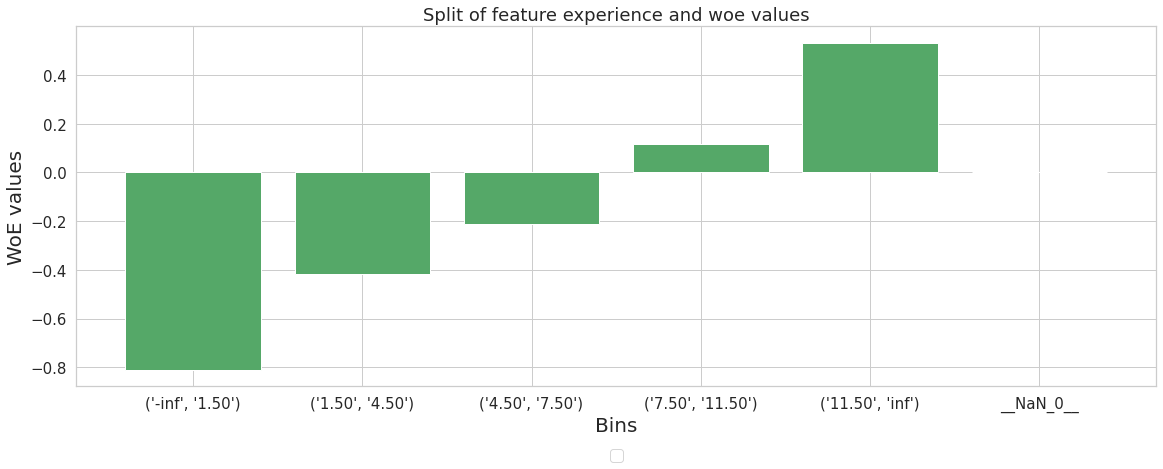 Split of feature experience and woe values
WoE values
0.4
0.2
0.0
−0.2
−0.4
−0.6
−0.8
('-inf', '1.50') ('1.50', '4.50') ('4.50', '7.50') ('7.50', '11.50') ('11.50', 'inf') __NaN_0__
Bins